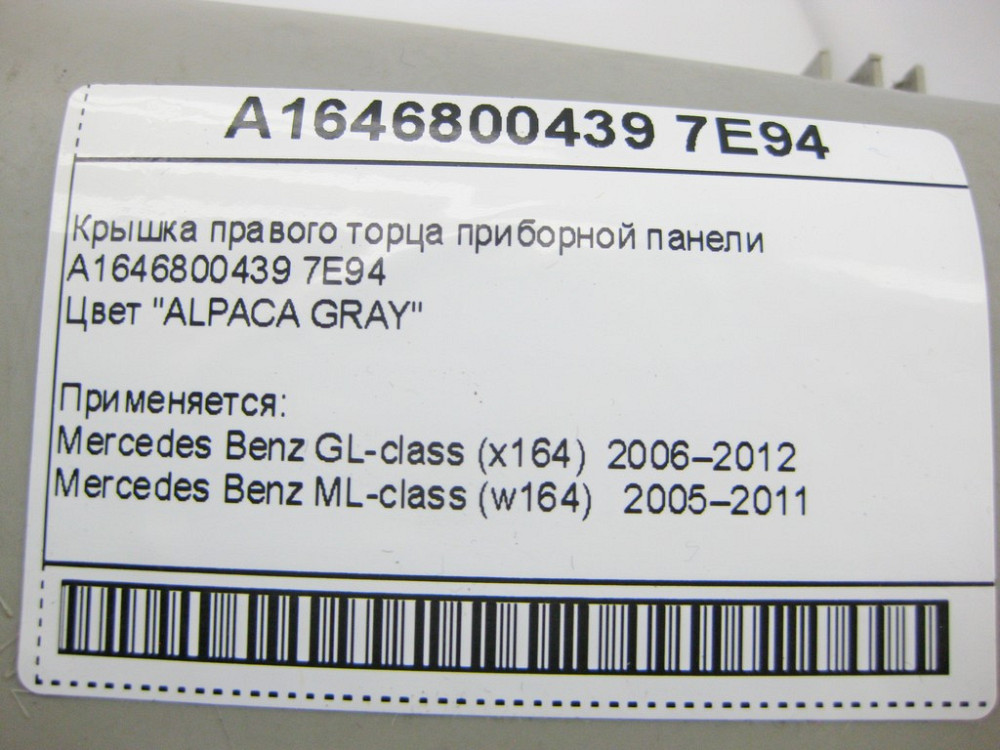 A1646800439 7E94
Крышка правого торца приборной панели
A1646800439 7E94
Цвет "ALPACA GRAY"
Применяется:
Mercedes Benz GL-class (x164) 2006–2012
Mercedes Benz ML-class (w164) 2005–2011